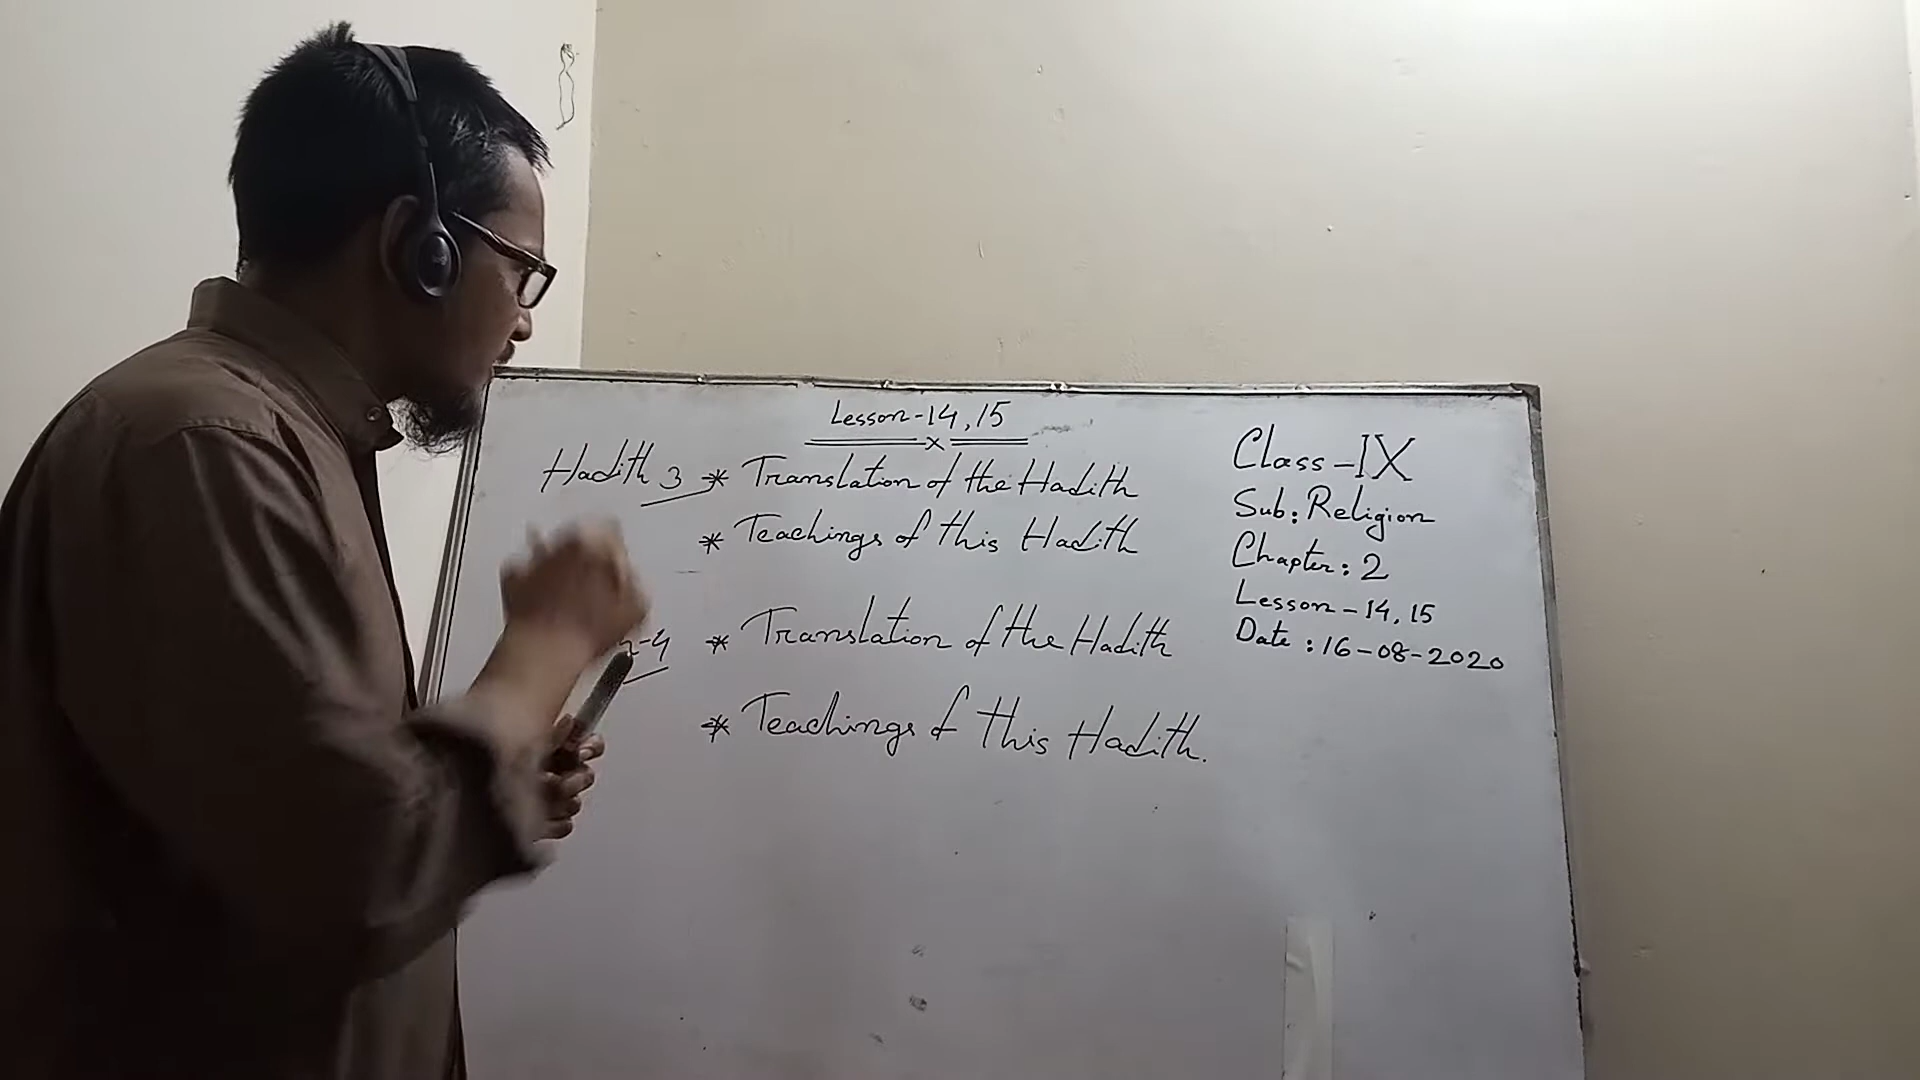 Lesson-14,15
x
Hadith 3 * Translation of the Hadith
* Teachings of this Hadith
-4 * Translation of the Hadith
* Teachings of this Hadith.
Class-IX
Sub: Religion
Chapter: 2
Lesson-14,15
Date: 16-08-2020